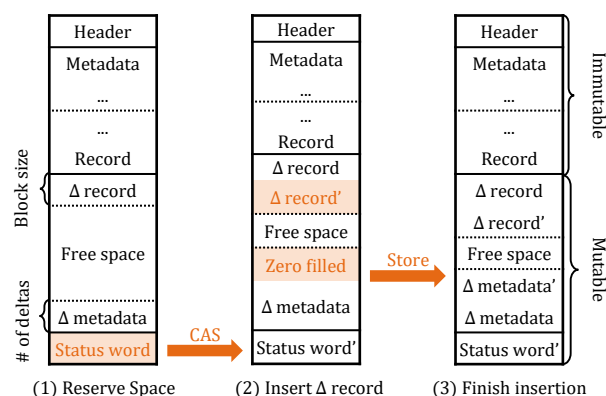 Header
Metadata
...
...
Record
Δ record
Free space
Δ metadata
Status word
Block size
# of deltas
(1) Reserve Space
CAS
Header
Metadata
...
...
Record
Δ record
Δ record’
Free space
Zero filled
Δ metadata
Status word’
(2) Insert Δ record
Store
Header
Metadata
...
...
Record
Δ record
Δ record’
Free space
Δ metadata’
Δ metadata
Status word’
(3) Finish insertion
Immutable
Mutable